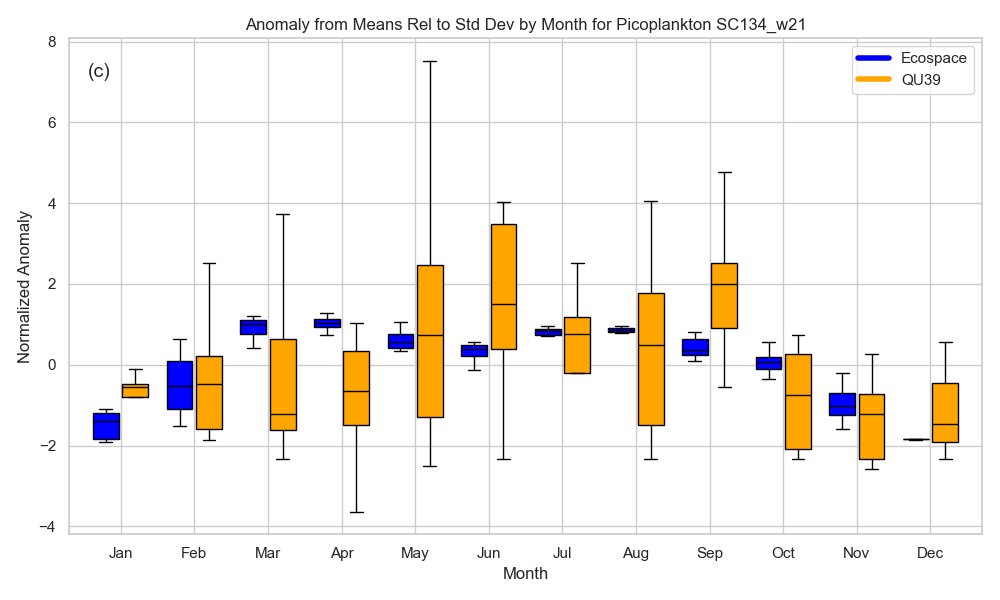 Anomaly from Means Rel to Std Dev by Month for Picoplankton SC134_w21
(c)
Ecospace
QU39
Normalized Anomaly
8
6
4
2
0
−2
−4
Jan Feb Mar Apr May Jun Jul Aug Sep Oct Nov Dec
Month